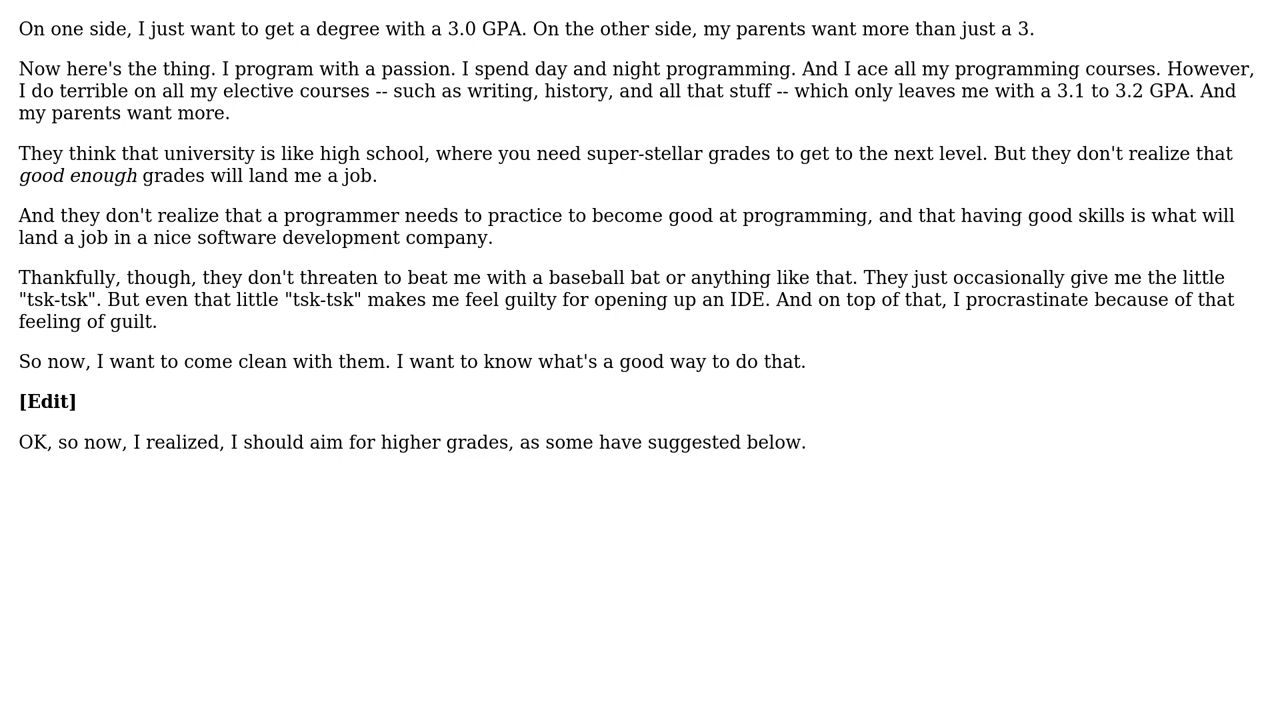 On one side, I just want to get a degree with a 3.0 GPA. On the other side, my parents want more than just a 3.
Now here's the thing. I program with a passion. I spend day and night programming. And I ace all my programming courses. However,
I do terrible on all my elective courses -- such as writing, history, and all that stuff -- which only leaves me with a 3.1 to 3.2 GPA. And
my parents want more.
They think that university is like high school, where you need super-stellar grades to get to the next level. But they don't realize that
good enough grades will land me a job.
And they don't realize that a programmer needs to practice to become good at programming, and that having good skills is what will
land a job in a nice software development company.
Thankfully, though, they don't threaten to beat me with a baseball bat or anything like that. They just occasionally give me the little
"tsk-tsk". But even that little "tsk-tsk" makes me feel guilty for opening up an IDE. And on top of that, I procrastinate because of that
feeling of guilt.
So now, I want to come clean with them. I want to know what's a good way to do that.
[Edit]
OK, so now, I realized, I should aim for higher grades, as some have suggested below.